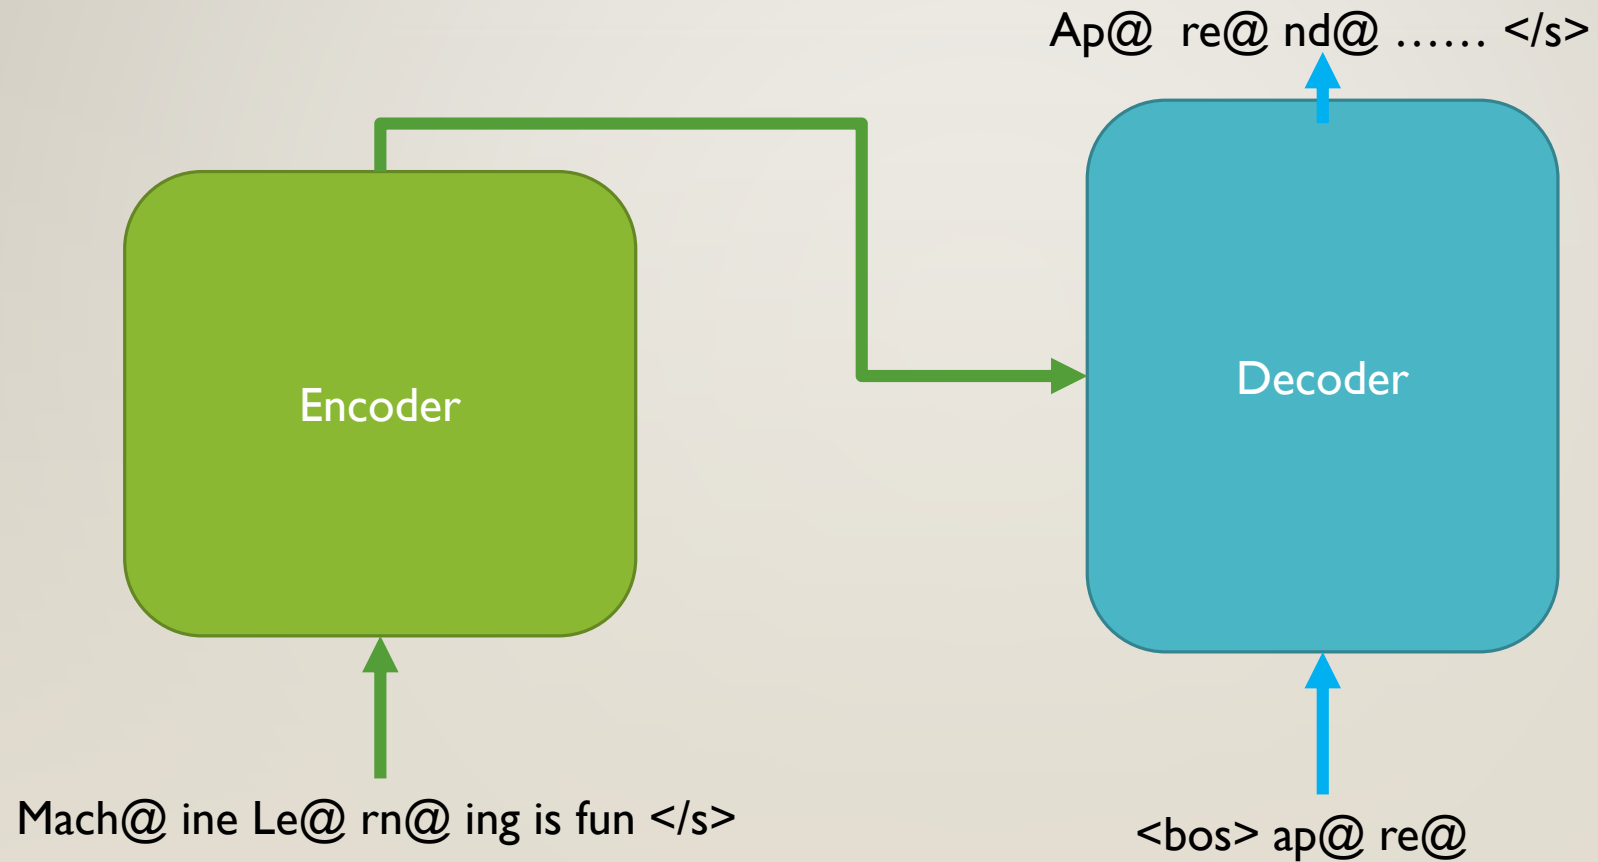 Ap@ re@ nd@ …… </s>
Encoder
Decoder
Mach@ ine Le@ rn@ ing is fun </s>
<bos> ap@ re@